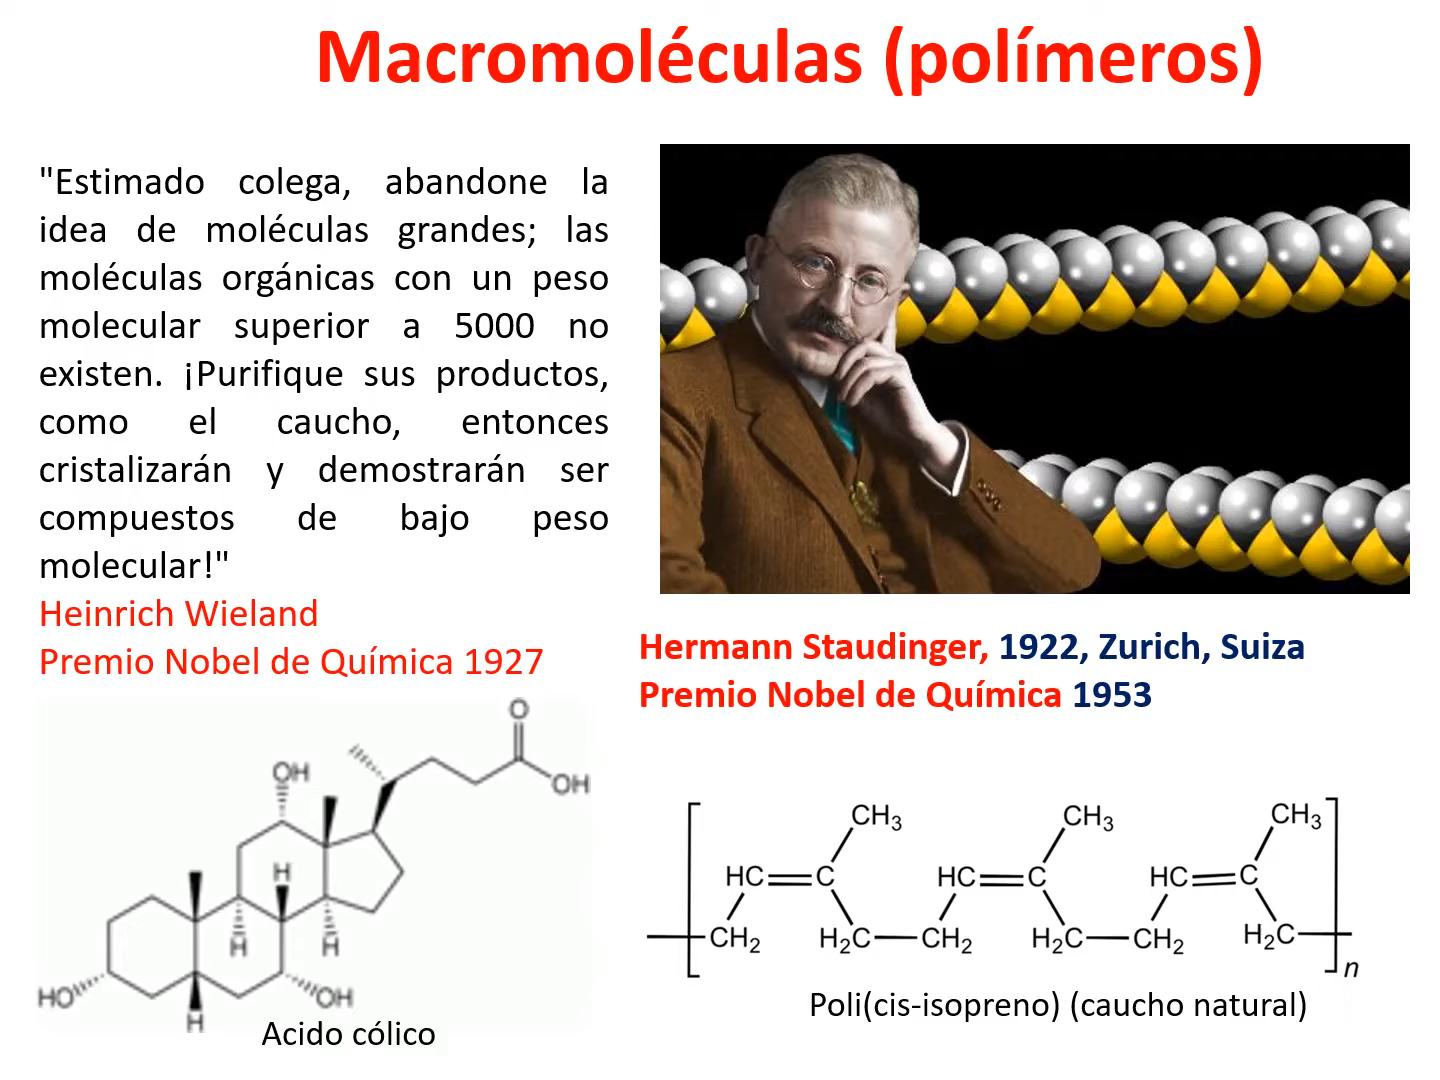 Macromoléculas (polímeros)
"Estimado colega, abandone la
idea de moléculas grandes; las
moléculas orgánicas con un peso
molecular superior a 5000 no
existen. ¡Purifique sus productos,
como el caucho, entonces
cristalizarán y demostrarán ser
compuestos de bajo peso
molecular!"
Heinrich Wieland
Premio Nobel de Química 1927
Hermann Staudinger, 1922, Zurich, Suiza
Premio Nobel de Química 1953
O
OH
OH
H
H
H
HO
OH
H
Acido cólico
CH3 CH3 CH3
HC C HC C HC C
CH2 H2C CH2 H2C CH2 H2C
n
Poli(cis-isopreno) (caucho natural)